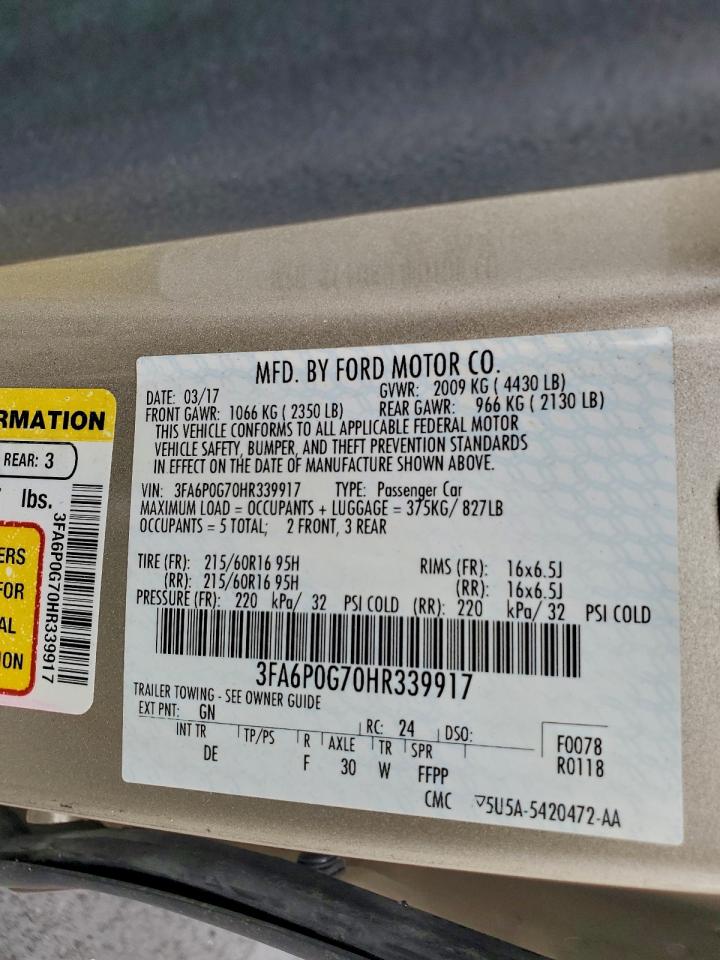 RMATION
REAR: 3
lbs.
3FA6P0G70HR339917
ERS
FOR
AL
ION
MFD. BY FORD MOTOR CO.
DATE: 03/17 GVWR: 2009 KG ( 4430 LB)
FRONT GAWR: 1066 KG ( 2350 LB) REAR GAWR: 966 KG ( 2130 LB)
THIS VEHICLE CONFORMS TO ALL APPLICABLE FEDERAL MOTOR
VEHICLE SAFETY, BUMPER, AND THEFT PREVENTION STANDARDS
IN EFFECT ON THE DATE OF MANUFACTURE SHOWN ABOVE.
VIN: 3FA6P0G70HR339917 TYPE: Passenger Car
MAXIMUM LOAD = OCCUPANTS + LUGGAGE = 375KG/ 827LB
OCCUPANTS = 5 TOTAL; 2 FRONT, 3 REAR
TIRE (FR): 215/60R16 95H RIMS (FR): 16x6.5J
(RR): 215/60R16 95H (RR): 16x6.5J
PRESSURE (FR): 220 kPa/ 32 PSI COLD (RR): 220 kPa/ 32 PSI COLD
3FA6P0G70HR339917
TRAILER TOWING - SEE OWNER GUIDE
EXT PNT: GN RC: 24 DSO:
INT TR TP/PS R AXLE TR SPR
DE F 30 W FFPP
F0078
R0118
CMC ▽5U5A-5420472-AA